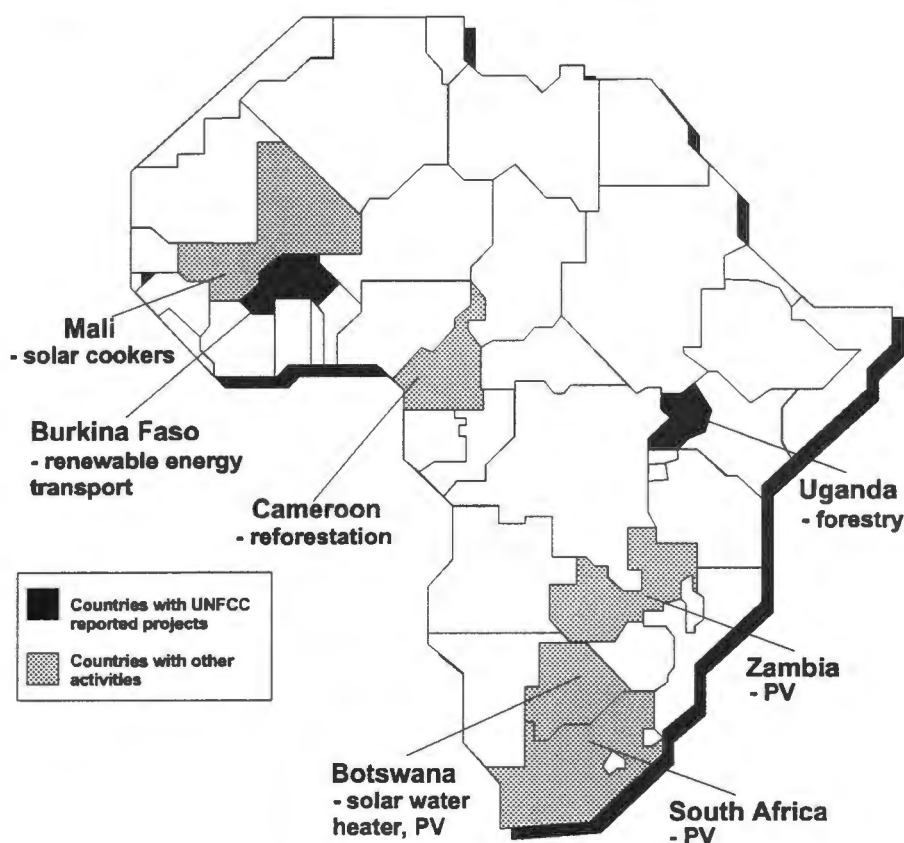 Mali
- solar cookers
Burkina Faso
- renewable energy
transport
Cameroon
- reforestation
Uganda
- forestry
Countries with UNFCC
reported projects
Countries with other
activities
Zambia
- PV
Botswana
- solar water
heater, PV
South Africa
- PV